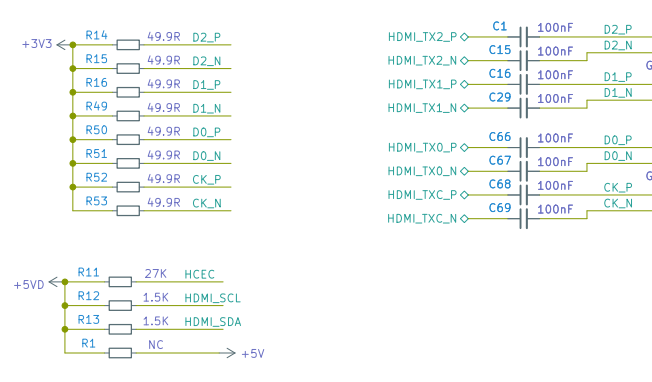 +3V3
R14 49.9R D2_P
R15 49.9R D2_N
R16 49.9R D1_P
R49 49.9R D1_N
R50 49.9R D0_P
R51 49.9R D0_N
R52 49.9R CK_P
R53 49.9R CK_N
+5VD
R11 27K HCEC
R12 1.5K HDMI_SCL
R13 1.5K HDMI_SDA
R1 NC +5V
HDMI_TX2_P C1 100nF D2_P
HDMI_TX2_N C15 100nF D2_N
G
HDMI_TX1_P C16 100nF D1_P
HDMI_TX1_N C29 100nF D1_N
HDMI_TX0_P C66 100nF D0_P
HDMI_TX0_N C67 100nF D0_N
G
HDMI_TXC_P C68 100nF CK_P
HDMI_TXC_N C69 100nF CK_N